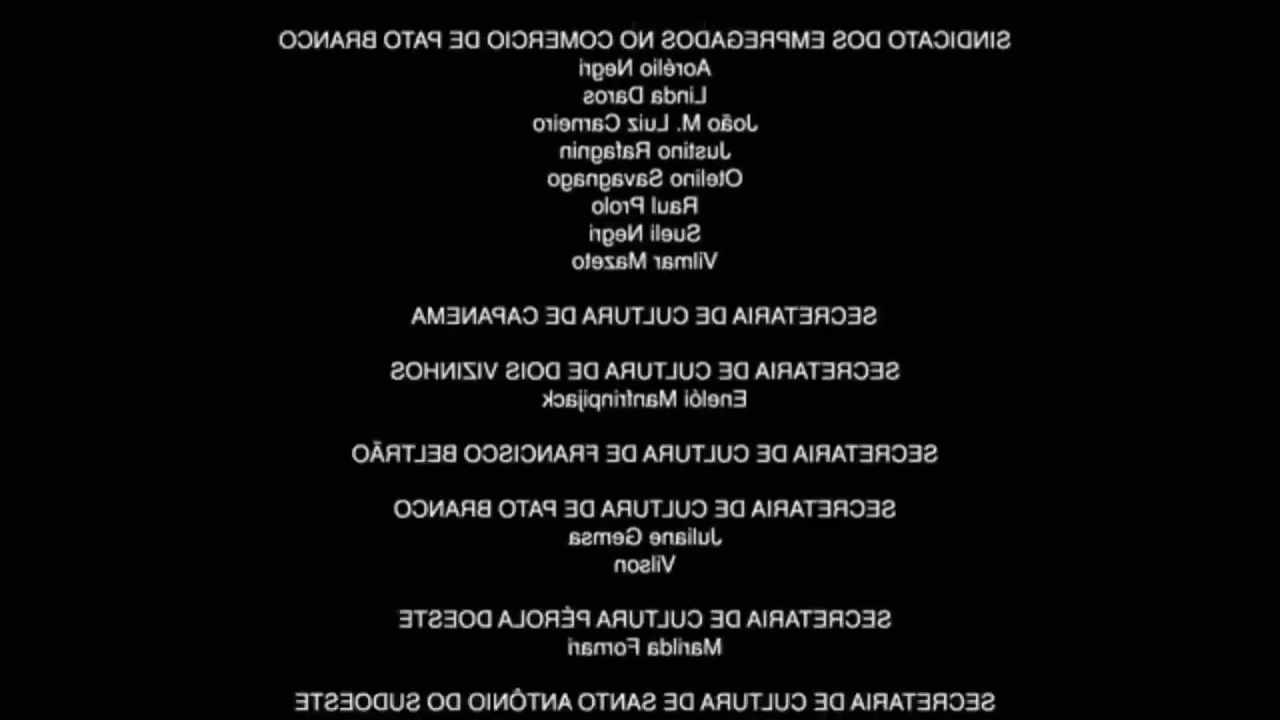 SINDICATO DOS EMPREGADOS NO COMERCIO DE PATO BRANCO
Aorélio Negri
Linda Daros
João M. Luiz Carneiro
Justino Rafagnin
Otelino Savagnago
Raul Prolo
Sueli Negri
Vilmar Mazeto
SECRETARIA DE CULTURA DE CAPANEMA
SECRETARIA DE CULTURA DE DOIS VIZINHOS
Enelói Manfrinpijack
SECRETARIA DE CULTURA DE FRANCISCO BELTRÃO
SECRETARIA DE CULTURA DE PATO BRANCO
Juliane Gemsa
Vilson
SECRETARIA DE CULTURA PÉROLA DOESTE
Marilda Fornari
SECRETARIA DE CULTURA DE SANTO ANTÔNIO DO SUDOESTE